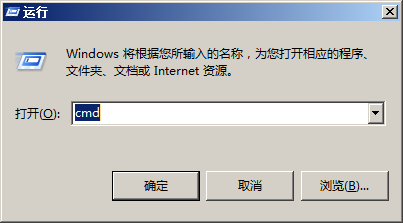 运行
Windows 将根据您所输入的名称，为您打开相应的程序、
文件夹、文档或 Internet 资源。
打开(O): cmd
确定 取消 浏览(B)...